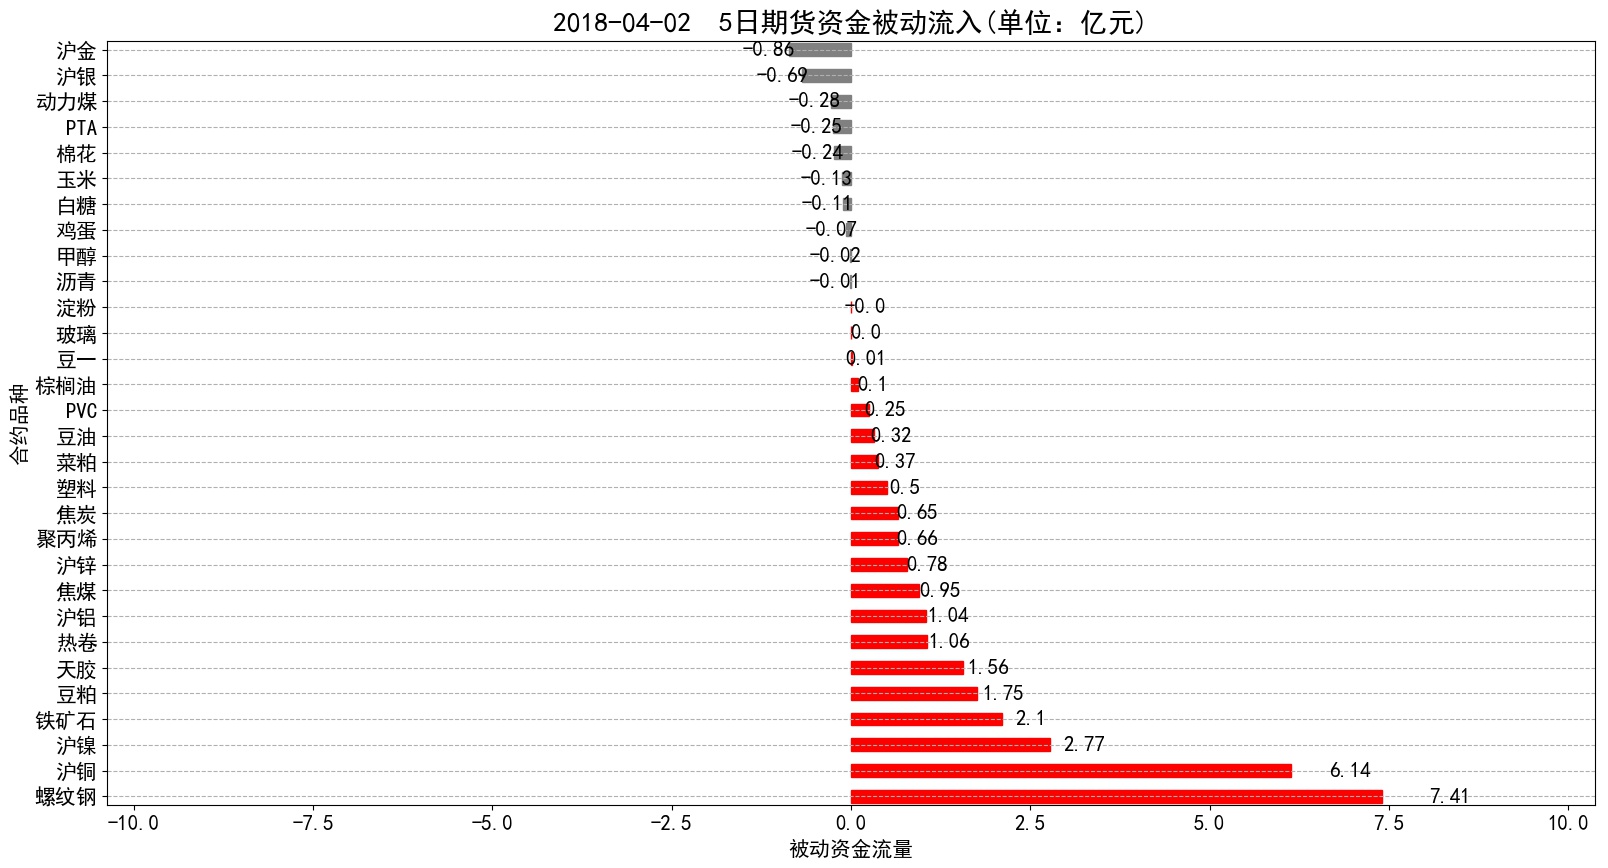 2018-04-02  5日期货资金被动流入(单位：亿元)
合约品种
沪金 -0.86
沪银 -0.69
动力煤 -0.28
PTA -0.25
棉花 -0.24
玉米 -0.13
白糖 -0.11
鸡蛋 -0.07
甲醇 -0.02
沥青 -0.01
淀粉 -0.0
玻璃 0.0
豆一 0.01
棕榈油 0.1
PVC 0.25
豆油 0.32
菜粕 0.37
塑料 0.5
焦炭 0.65
聚丙烯 0.66
沪锌 0.78
焦煤 0.95
沪铝 1.04
热卷 1.06
天胶 1.56
豆粕 1.75
铁矿石 2.1
沪镍 2.77
沪铜 6.14
螺纹钢 7.41
-10.0 -7.5 -5.0 -2.5 0.0 2.5 5.0 7.5 10.0
被动资金流量